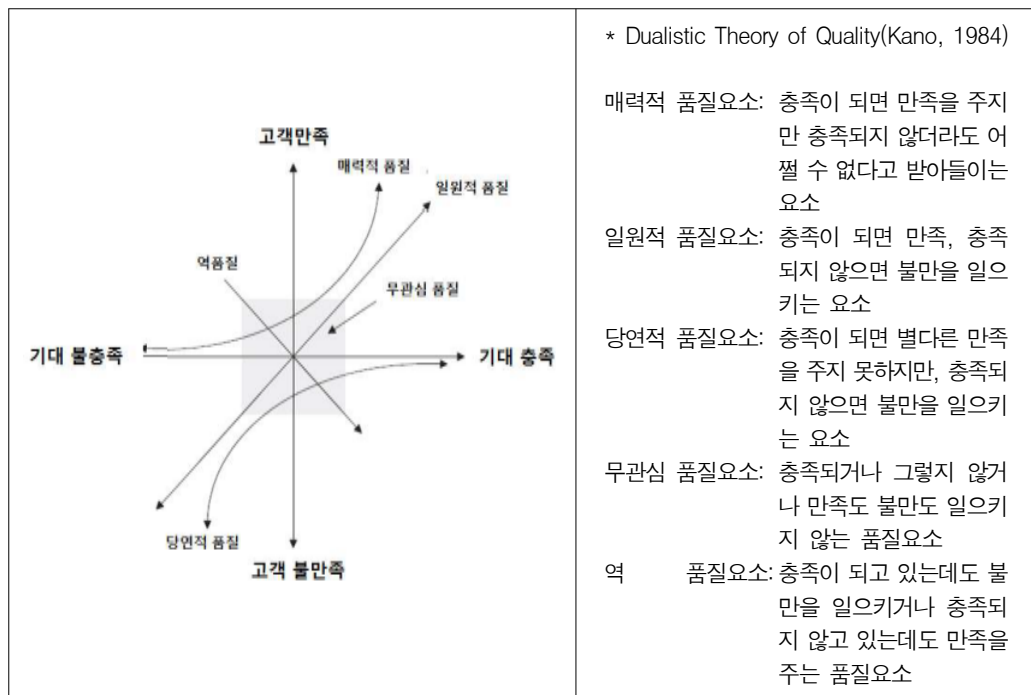 고객만족
매력적 품질
일원적 품질
역품질
무관심 품질
기대 불충족
기대 충족
당연적 품질
고객 불만족
* Dualistic Theory of Quality(Kano, 1984)
매력적 품질요소: 충족이 되면 만족을 주지
만 충족되지 않더라도 어
쩔 수 없다고 받아들이는
요소
일원적 품질요소: 충족이 되면 만족, 충족
되지 않으면 불만을 일으
키는 요소
당연적 품질요소: 충족이 되면 별다른 만족
을 주지 못하지만, 충족되
지 않으면 불만을 일으키
는 요소
무관심 품질요소: 충족되거나 그렇지 않거
나 만족도 불만도 일으키
지 않는 품질요소
역 품질요소: 충족이 되고 있는데도 불
만을 일으키거나 충족되
지 않고 있는데도 만족을
주는 품질요소